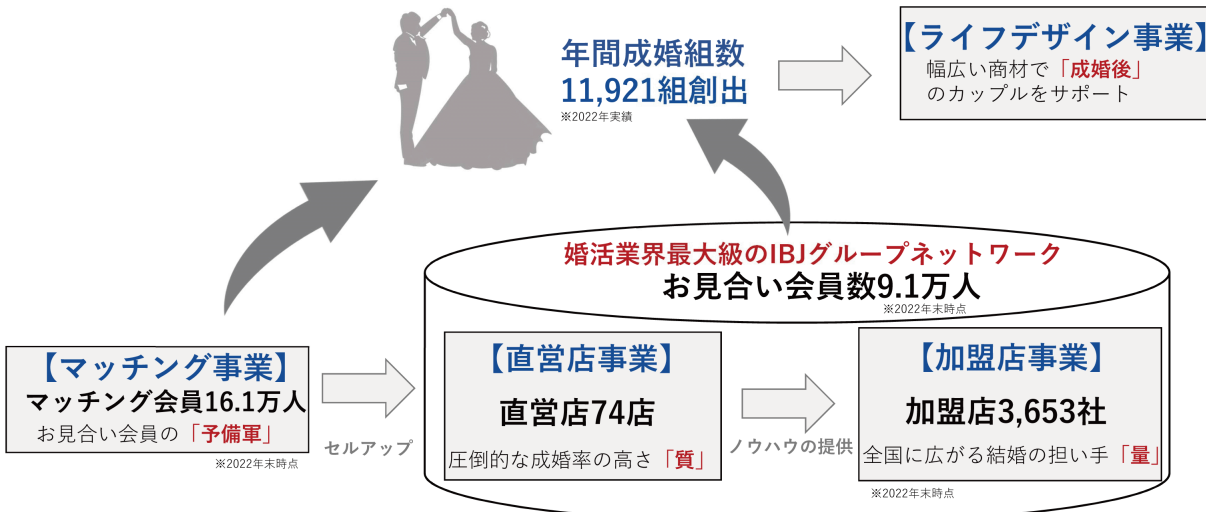 年間成婚組数
11,921組創出
※2022年実績
【ライフデザイン事業】
幅広い商材で「成婚後」
のカップルをサポート
婚活業界最大級のIBJグループネットワーク
お見合い会員数9.1万人
※2022年末時点
【マッチング事業】
マッチング会員16.1万人
お見合い会員の「予備軍」
※2022年末時点
セルアップ
【直営店事業】
直営店74店
圧倒的な成婚率の高さ「質」
ノウハウの提供
【加盟店事業】
加盟店3,653社
全国に広がる結婚の担い手「量」
※2022年末時点